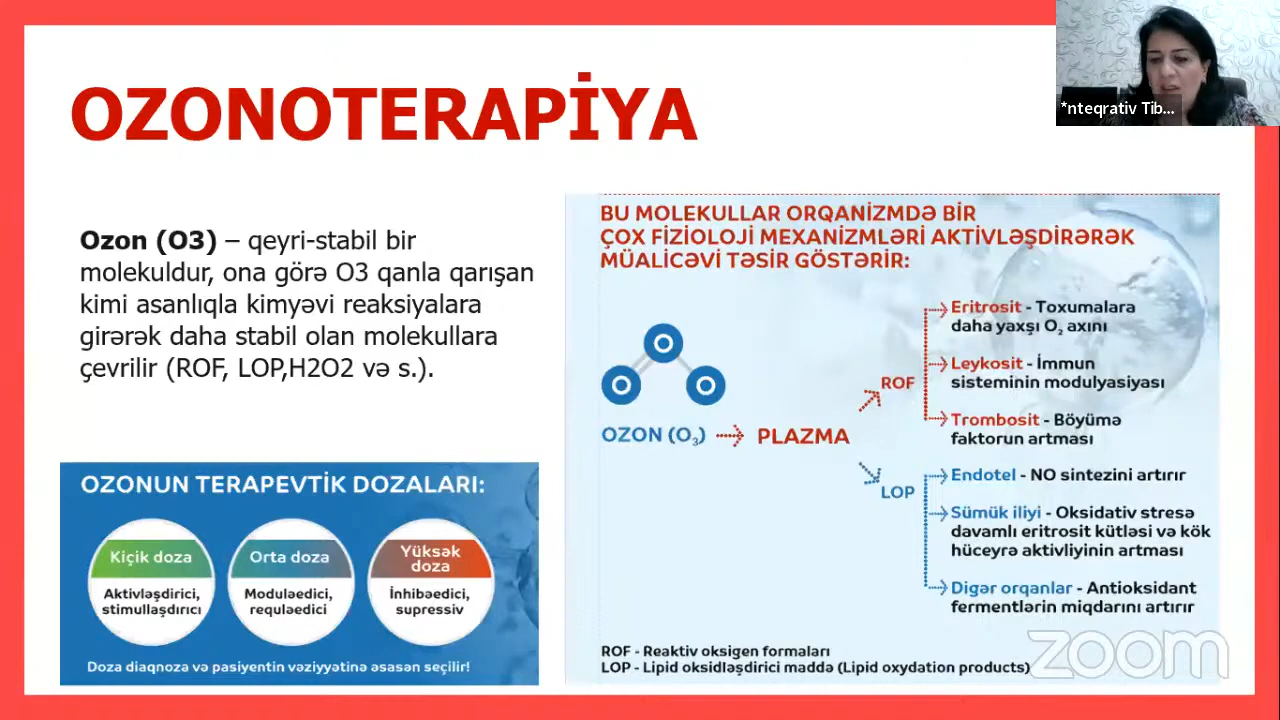 OZONOTERAPİYA
*nteqrativ Tib...
Ozon (O3) – qeyri-stabil bir
molekuldur, ona görə O3 qanla qarışan
kimi asanlıqla kimyəvi reaksiyalara
girərək daha stabil olan molekullara
çevrilir (ROF, LOP,H2O2 və s.).
OZONUN TERAPEVTİK DOZALARI:
Kiçik doza
Aktivləşdirici,
stimullaşdırıcı
Orta doza
Moduləedici,
requləedici
Yüksək
doza
İnhibəedici,
supressiv
Doza diaqnoza və pasiyentin vəziyyətinə əsasən seçilir!
BU MOLEKULLAR ORQANİZMDƏ BİR
ÇOX FİZİOLOJİ MEXANİZMLƏRİ AKTİVLƏŞDİRƏRƏK
MÜALİCƏVİ TƏSİR GÖSTƏRİR:
O
O
O
OZON (O₃)
PLAZMA
ROF
Eritrosit - Toxumalara
daha yaxşı O₂ axını
Leykosit - İmmun
sisteminin modulyasiyası
Trombosit - Böyümə
faktorun artması
LOP
Endotel - NO sintezini artırır
Sümük iliyi - Oksidativ stresə
davamlı eritrosit kütləsi və kök
hüceyrə aktivliyinin artması
Digər orqanlar - Antioksidant
fermentlərin miqdarını artırır
ROF - Reaktiv oksigen formaları
LOP - Lipid oksidləşdirici maddə (Lipid oxydation products)
zoom